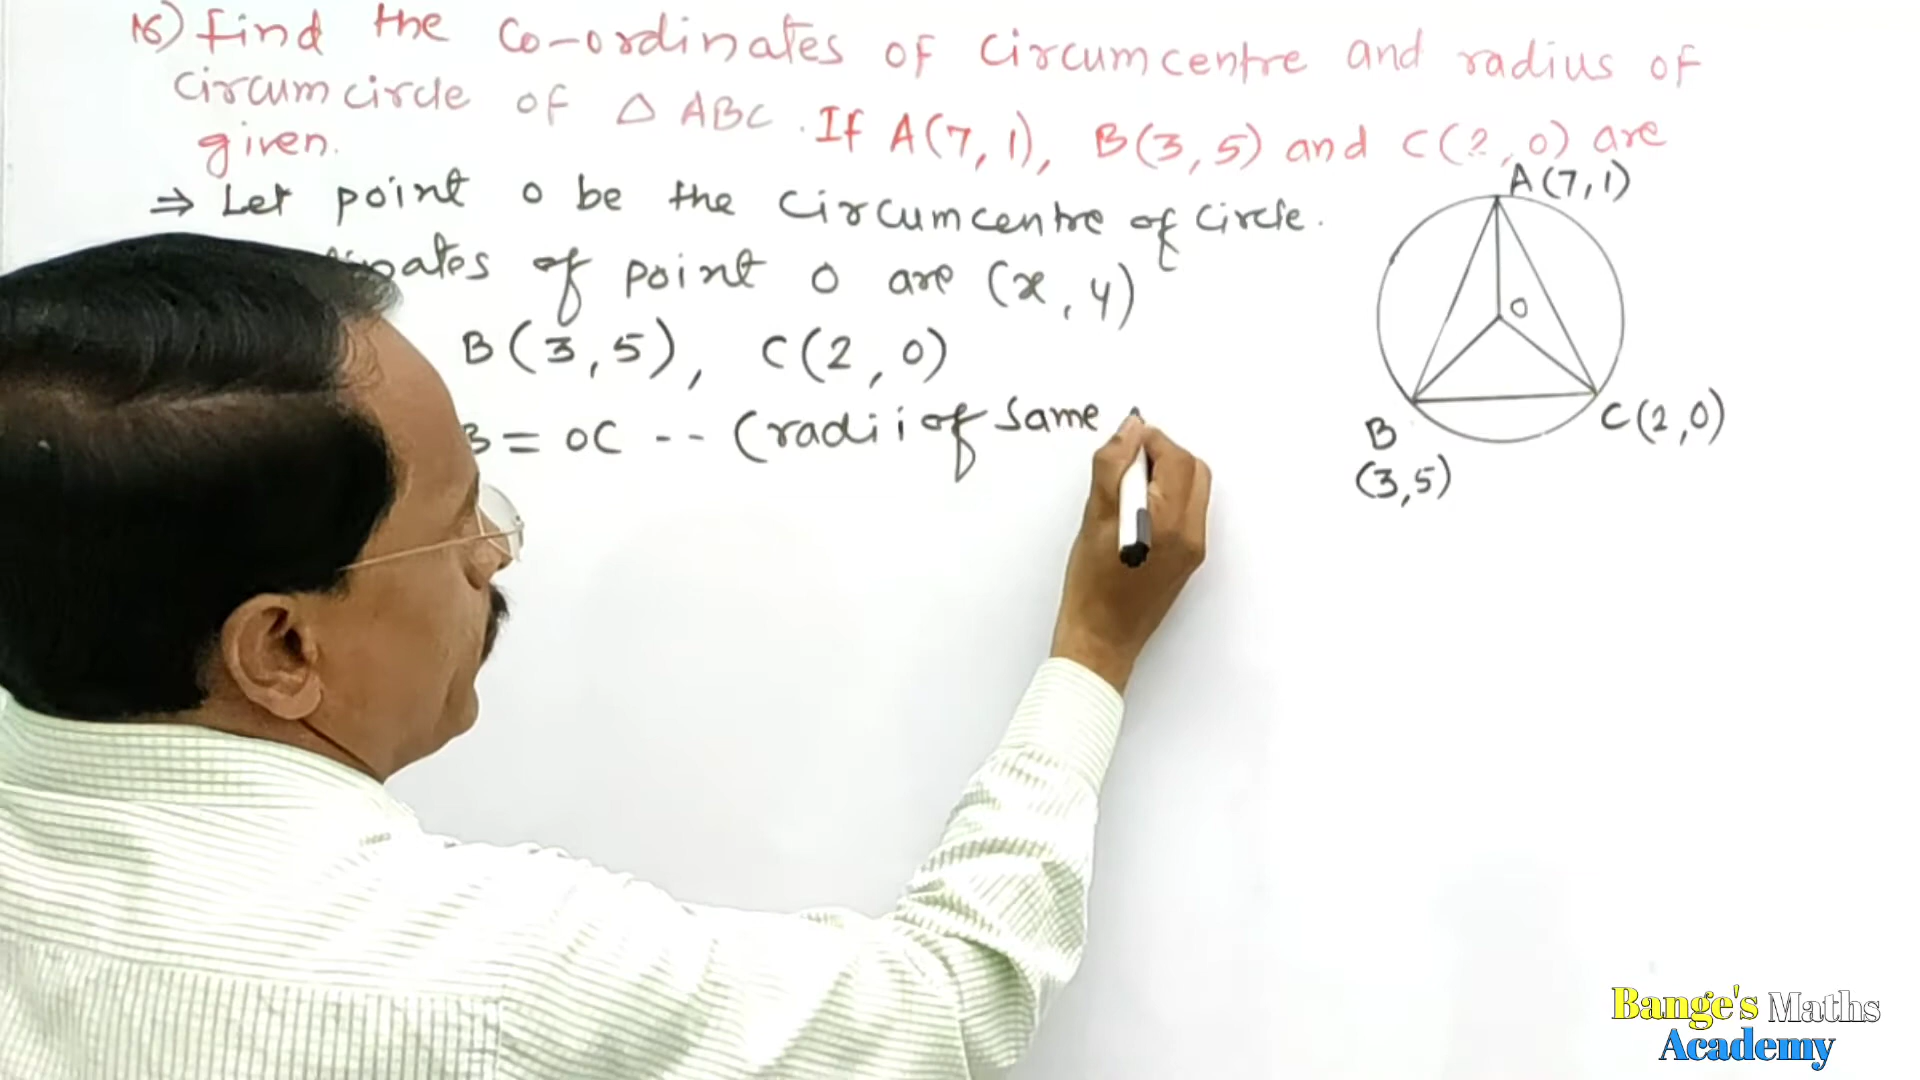 16) Find the Co-ordinates of circumcentre and radius of
circumcircle of △ ABC . If A(7,1), B(3,5) and C(2,0) are
given.
⇒ Let point O be the circumcentre of circle.
of point O are (x,y)
B(3,5), C(2,0)
B = OC -- (radii of same
A(7,1)
O
B
(3,5)
C(2,0)
Bange's Maths
Academy